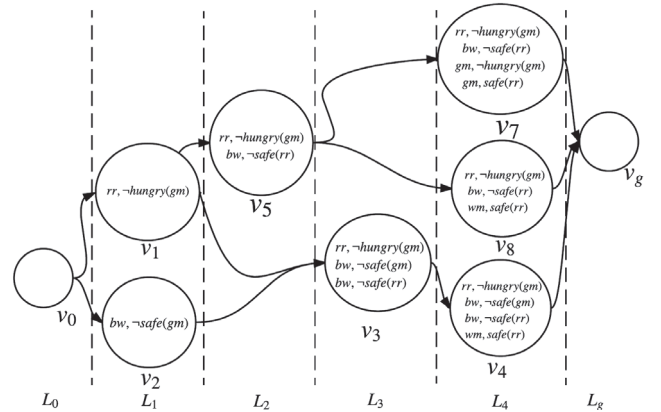 rr, ¬hungry(gm)
bw, ¬safe(rr)
gm, ¬hungry(gm)
gm, safe(rr)
v7
rr, ¬hungry(gm)
bw, ¬safe(rr)
v5
rr, ¬hungry(gm)
v1
rr, ¬hungry(gm)
bw, ¬safe(rr)
wm, safe(rr)
v8
vg
rr, ¬hungry(gm)
bw, ¬safe(gm)
bw, ¬safe(rr)
v3
v0
bw, ¬safe(gm)
v2
rr, ¬hungry(gm)
bw, ¬safe(gm)
bw, ¬safe(rr)
wm, safe(rr)
v4
L0 L1 L2 L3 L4 Lg